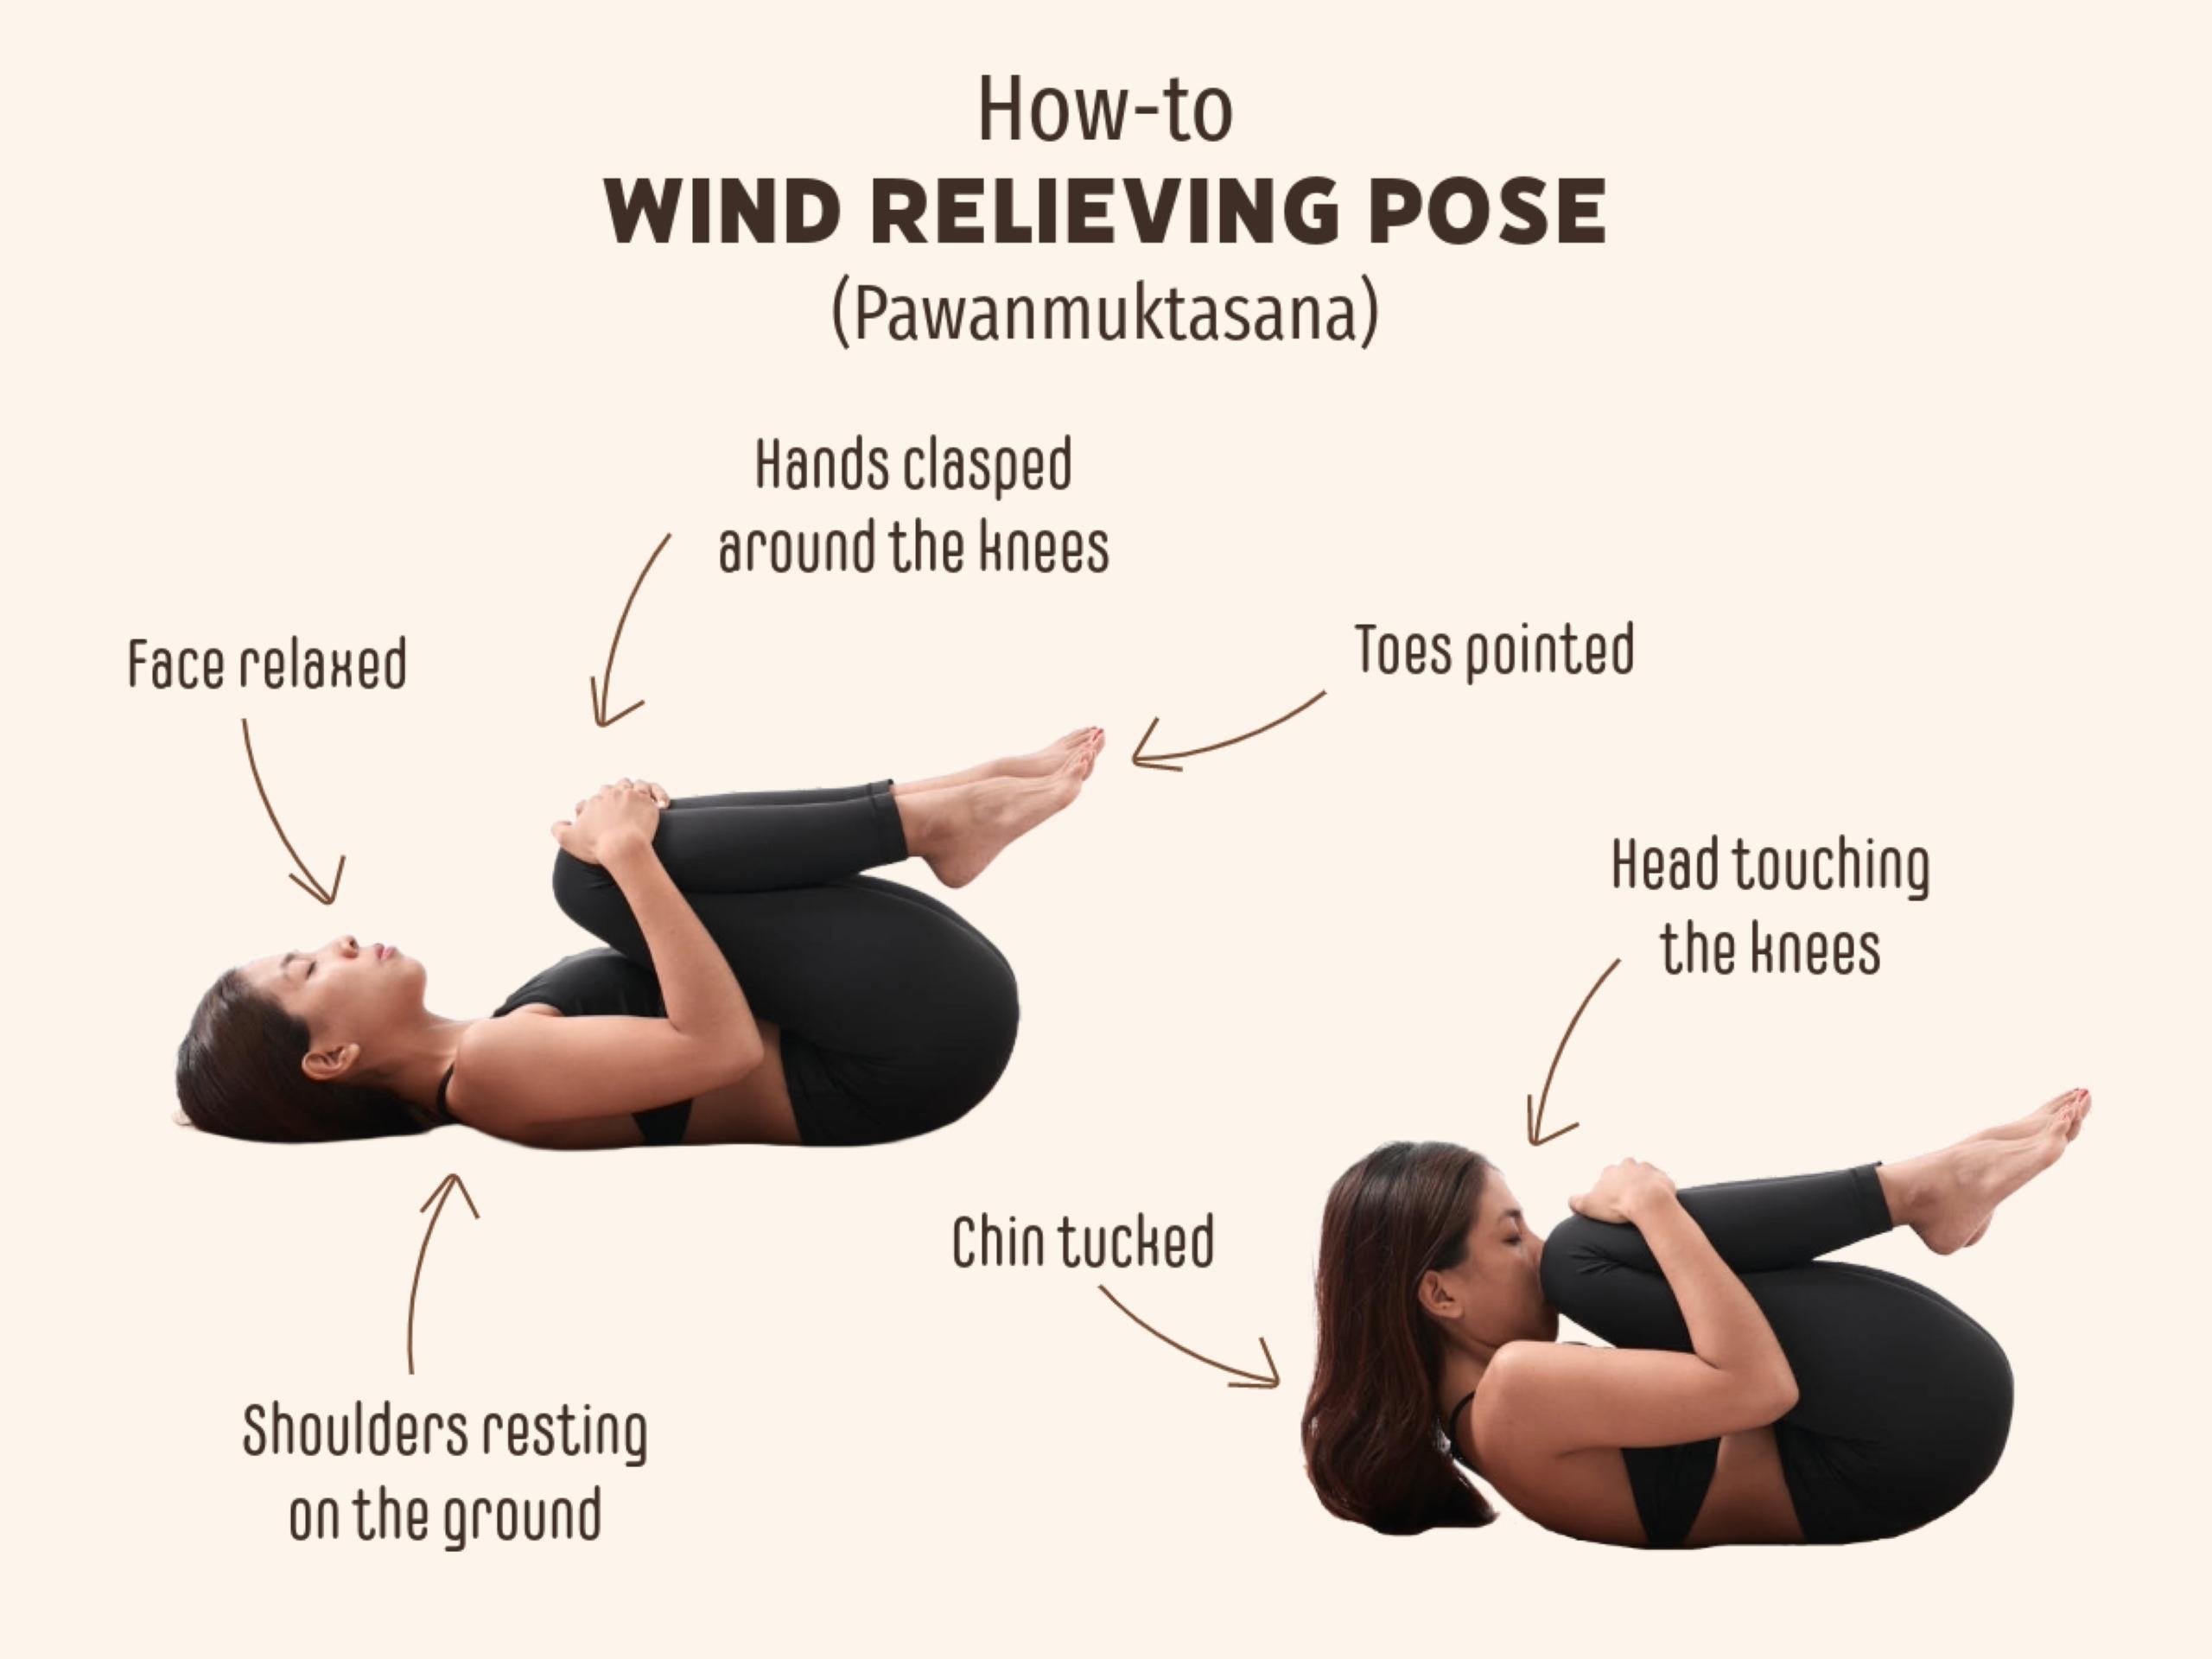 How-to
WIND RELIEVING POSE
(Pawanmuktasana)
Hands clasped
around the knees
Face relaxed
Toes pointed
Head touching
the knees
Chin tucked
Shoulders resting
on the ground